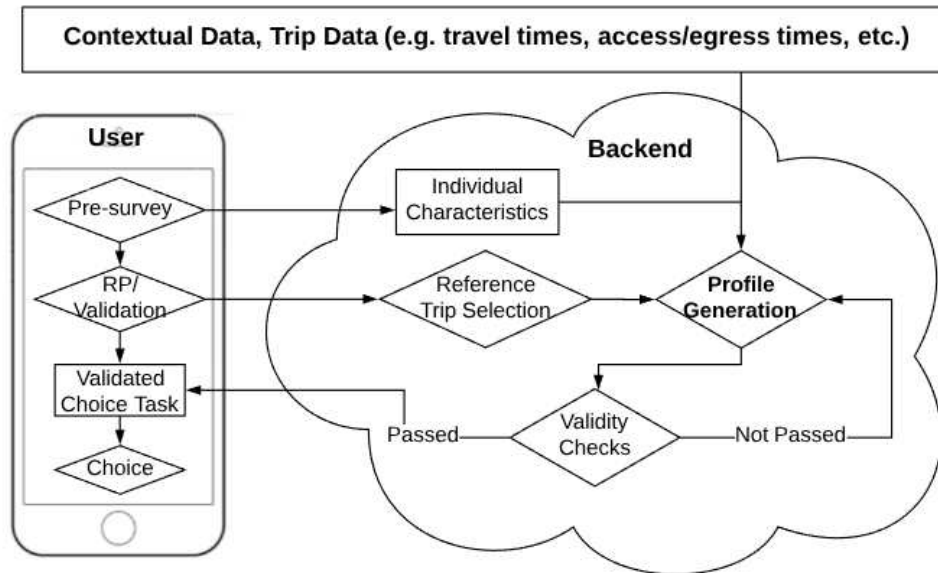 Contextual Data, Trip Data (e.g. travel times, access/egress times, etc.)
User
Backend
Pre-survey
Individual
Characteristics
RP/
Validation
Reference
Trip Selection
Profile
Generation
Validated
Choice Task
Passed
Validity
Checks
Not Passed
Choice